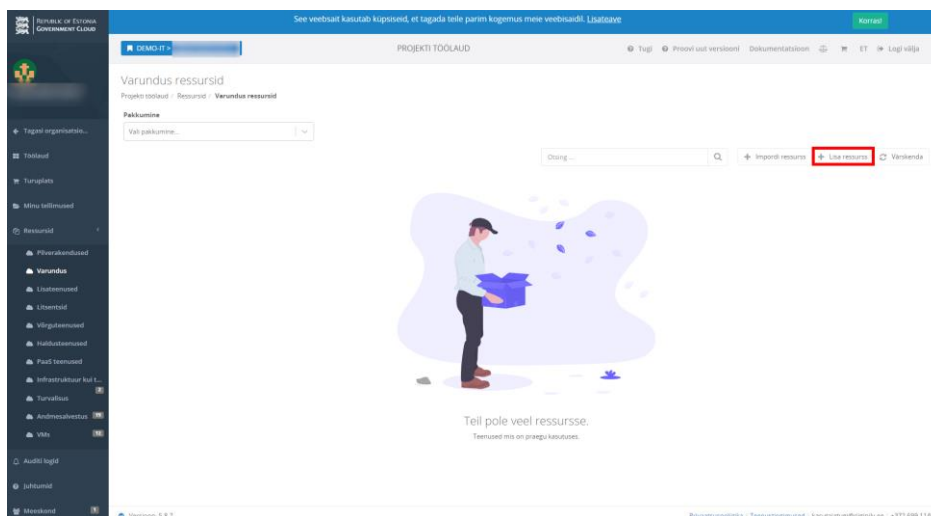 REPUBLIC OF ESTONIA
GOVERNMENT CLOUD
See veebsait kasutab küpsiseid, et tagada teile parim kogemus meie veebisaidil. Lisateave
Korras!
DEMO-IT >
PROJEKTI TÖÖLAUD
Tugi
Proovi uut versiooni
Dokumentatsioon
ET
Logi välja
Varundus ressursid
Projekti töölaud / Ressursid / Varundus ressursid
Pakkumine
Vali pakkumine...
Otsing ...
Impordi ressurss
Lisa ressurss
Värskenda
Tagasi organisatsio...
Töölaud
Turuplats
Minu tellimused
Ressursid
Pilverakendused
Varundus
Lisateenused
Litsentsid
Võrguteenused
Haldusteenused
PaaS teenused
Infrastruktuur kui t...
Turvalisus
Andmesalvestus
VMs
Auditi logid
Juhtumid
Meeskond
Teil pole veel ressursse.
Teenused mis on praegu kasutuses.